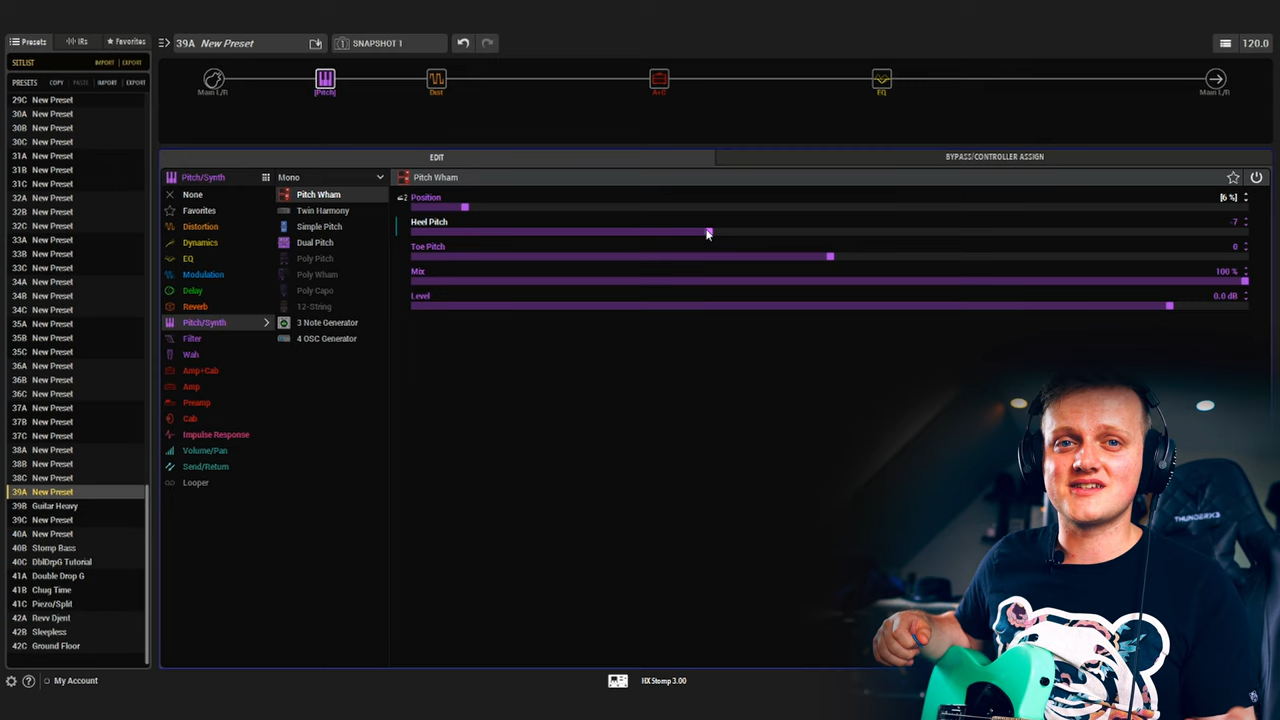 Presets IRs Favorites
39A New Preset
SNAPSHOT 1
120.0
SETLIST IMPORT EXPORT
PRESETS COPY PASTE IMPORT EXPORT
Main L/R [Pitch] Dist A+C EQ Main L/R
29C New Preset
30A New Preset
30B New Preset
30C New Preset
31A New Preset
31B New Preset
31C New Preset
32A New Preset
32B New Preset
32C New Preset
33A New Preset
33B New Preset
33C New Preset
34A New Preset
34B New Preset
34C New Preset
35A New Preset
35B New Preset
35C New Preset
36A New Preset
36B New Preset
36C New Preset
37A New Preset
37B New Preset
37C New Preset
38A New Preset
38B New Preset
38C New Preset
39A New Preset
39B Guitar Heavy
39C New Preset
40A New Preset
40B Stomp Bass
40C DblDrpG Tutorial
41A Double Drop G
41B Chug Time
41C Piezo/Split
42A Revv Djent
42B Sleepless
42C Ground Floor
My Account
EDIT
BYPASS/CONTROLLER ASSIGN
Pitch/Synth
None
Favorites
Distortion
Dynamics
EQ
Modulation
Delay
Reverb
Pitch/Synth
Filter
Wah
Amp+Cab
Amp
Preamp
Cab
Impulse Response
Volume/Pan
Send/Return
Looper
Mono
Pitch Wham
Twin Harmony
Simple Pitch
Dual Pitch
Poly Pitch
Poly Wham
Poly Capo
12-String
3 Note Generator
4 OSC Generator
Pitch Wham
2 Position [6 %]
Heel Pitch -7
Toe Pitch 0
Mix 100 %
Level 0.0 dB
HX Stomp 3.00
THUNDERX3